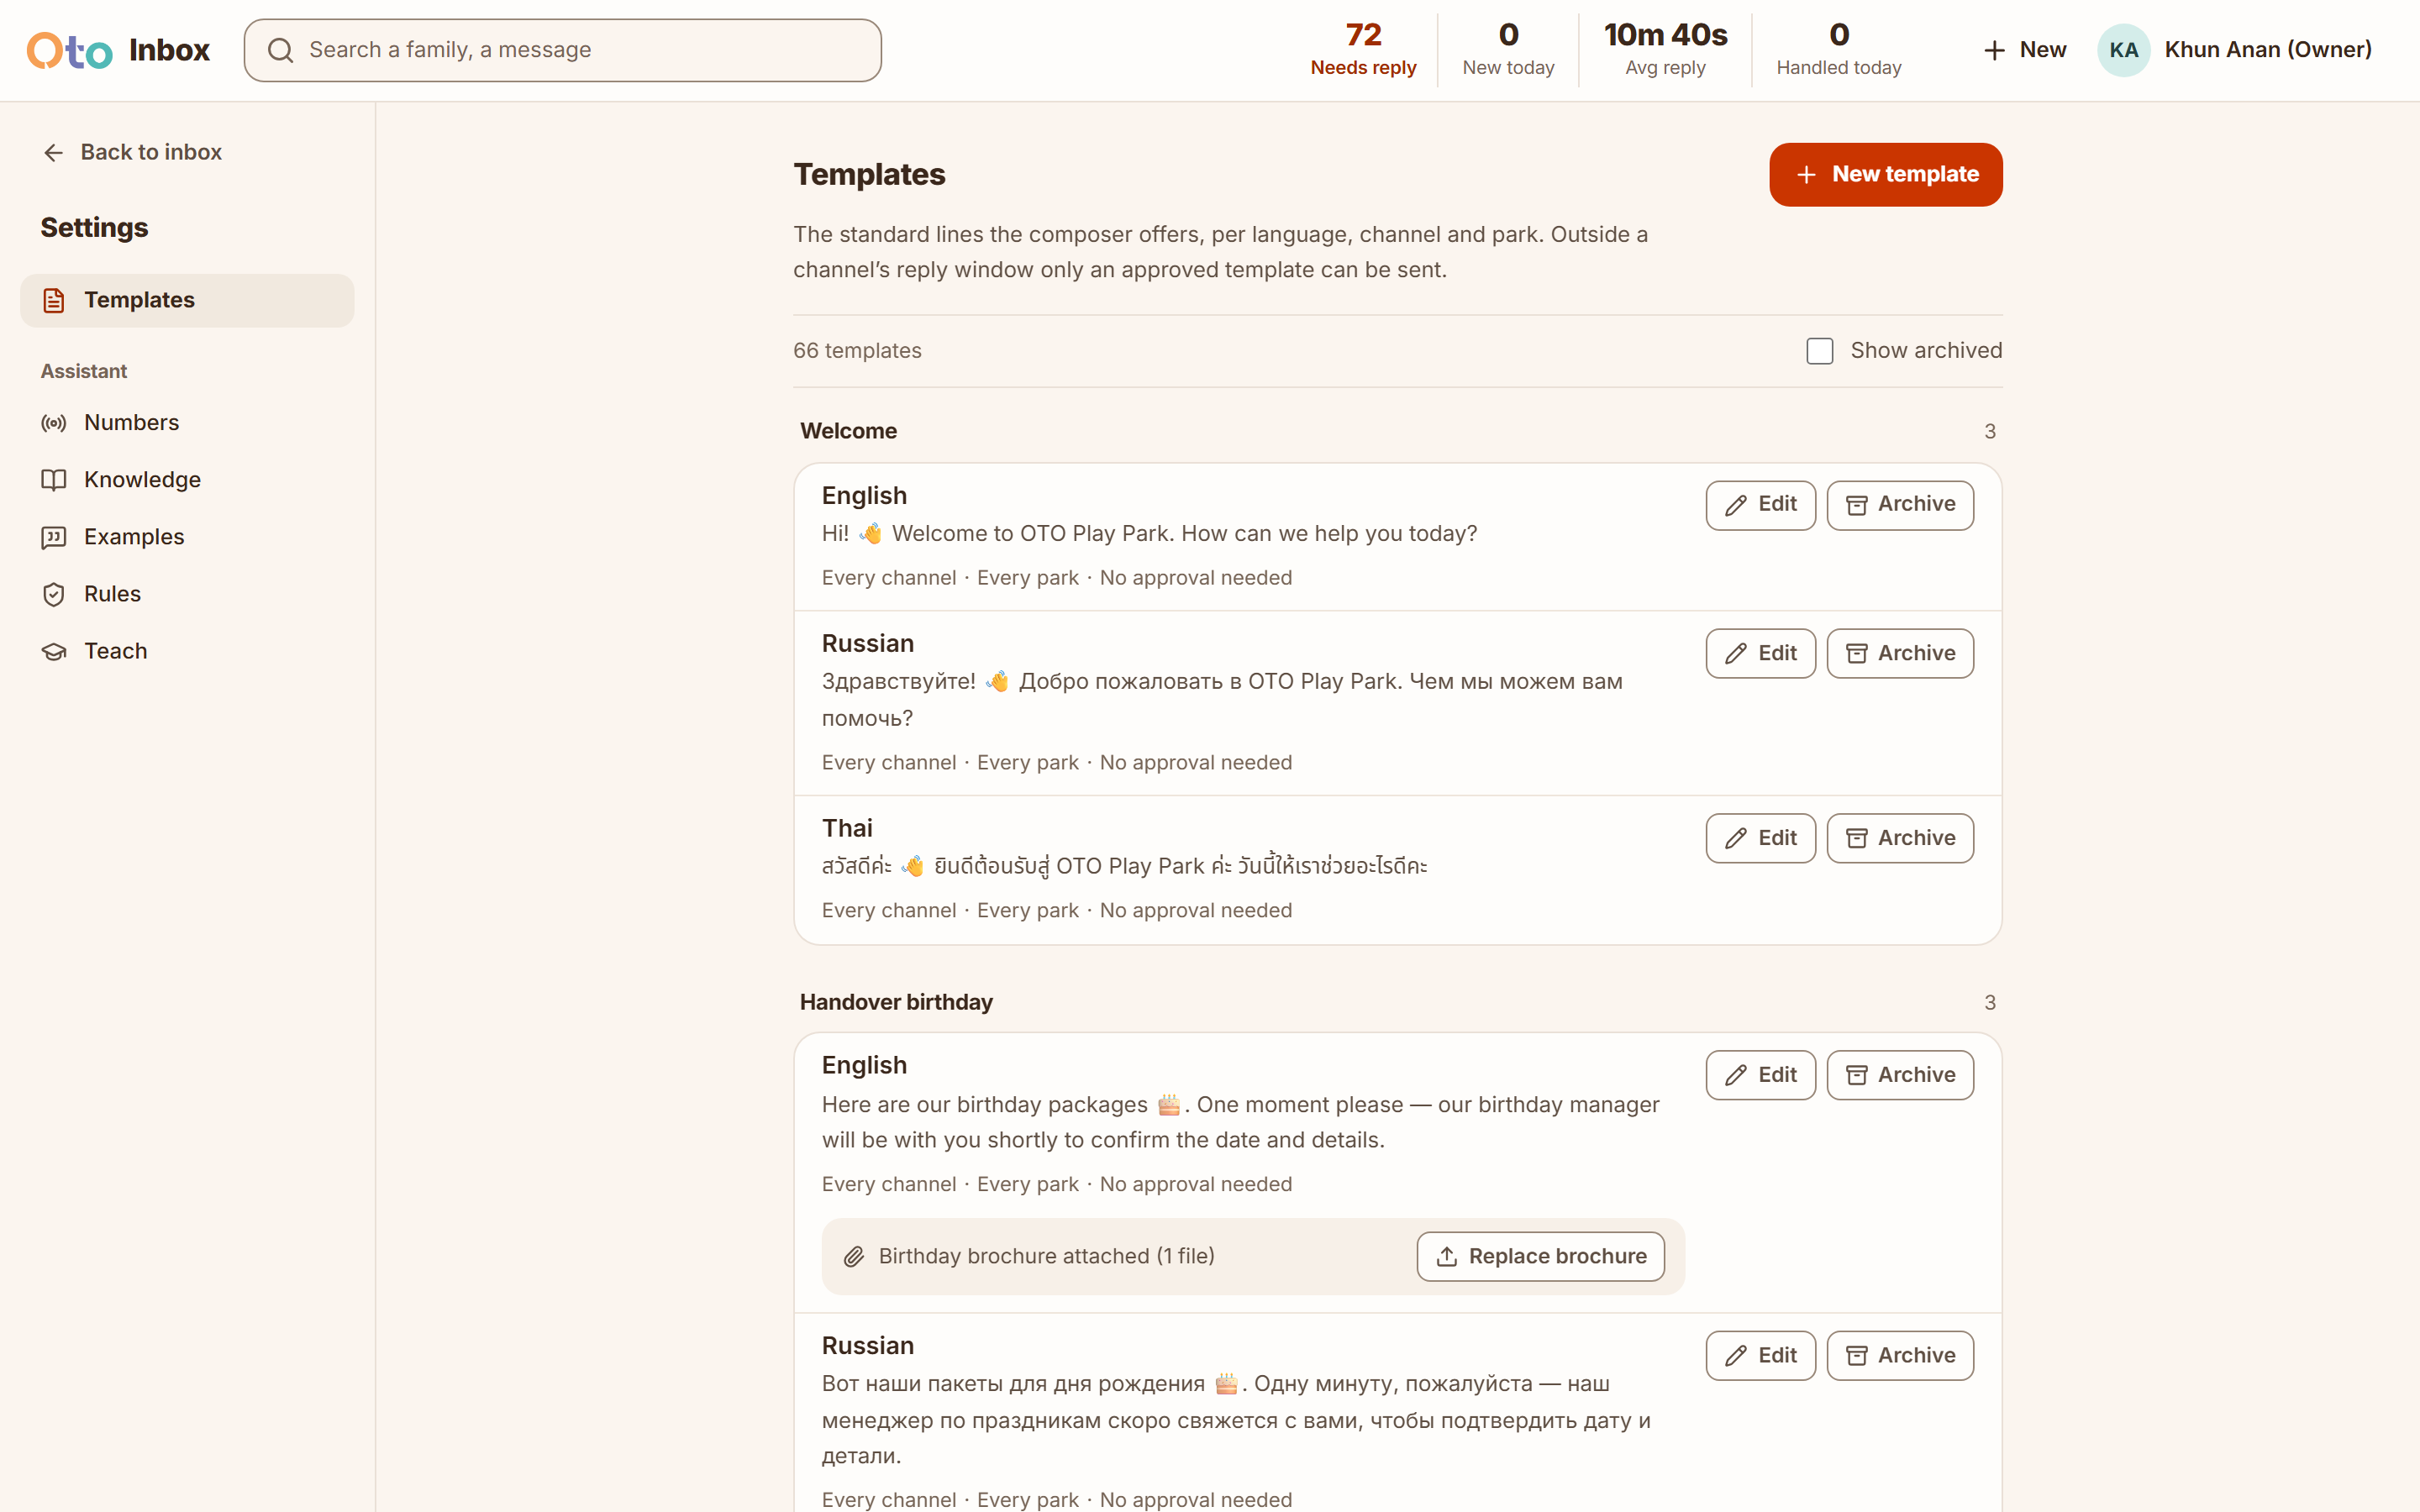 Oto Inbox
Search a family, a message
72
Needs reply
0
New today
10m 40s
Avg reply
0
Handled today
New
KA
Khun Anan (Owner)
Back to inbox
Settings
Templates
Assistant
Numbers
Knowledge
Examples
Rules
Teach
Templates
New template
The standard lines the composer offers, per language, channel and park. Outside a
channel’s reply window only an approved template can be sent.
66 templates
Show archived
Welcome
3
English
Hi! 👋 Welcome to OTO Play Park. How can we help you today?
Every channel · Every park · No approval needed
Edit
Archive
Russian
Здравствуйте! 👋 Добро пожаловать в OTO Play Park. Чем мы можем вам
помочь?
Every channel · Every park · No approval needed
Edit
Archive
Thai
สวัสดีค่ะ 👋 ยินดีต้อนรับสู่ OTO Play Park ค่ะ วันนี้ให้เราช่วยอะไรดีคะ
Every channel · Every park · No approval needed
Edit
Archive
Handover birthday
3
English
Here are our birthday packages 🎂. One moment please — our birthday manager
will be with you shortly to confirm the date and details.
Every channel · Every park · No approval needed
Edit
Archive
Birthday brochure attached (1 file)
Replace brochure
Russian
Вот наши пакеты для дня рождения 🎂. Одну минуту, пожалуйста — наш
менеджер по праздникам скоро свяжется с вами, чтобы подтвердить дату и
детали.
Every channel · Every park · No approval needed
Edit
Archive